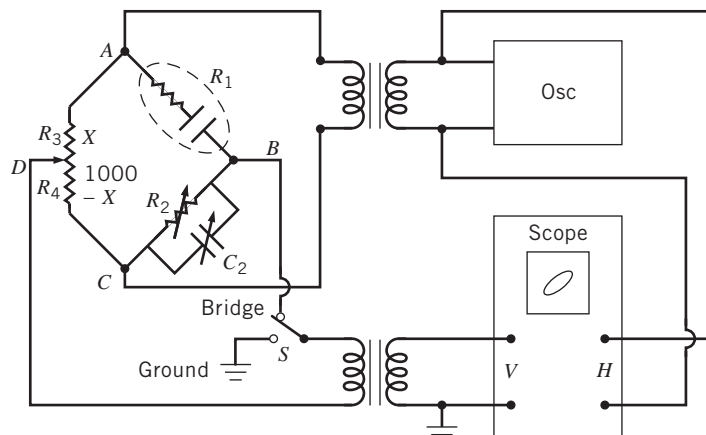 A
R₁
Osc
R₃ X
D
B
R₄ 1000
– X
R₂
C₂
C
Scope
Bridge
S
Ground
V
H